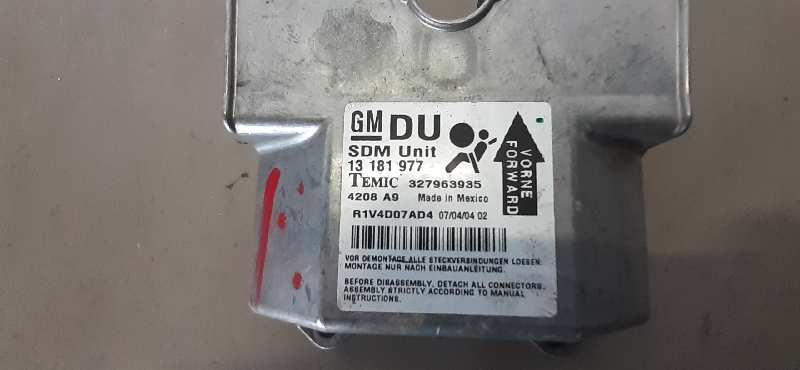 GM DU
SDM Unit
13 181 977
TEMIC 327963935
4208 A9 Made in Mexico
R1V4D07AD4 07/04/04 02
VORNE
FORWARD
VOR DEMONTAGE ALLE STECKVERBINDUNGEN LOESEN.
MONTAGE NUR NACH EINBAUANLEITUNG.
BEFORE DISASSEMBLY, DETACH ALL CONNECTORS.
ASSEMBLY STRICTLY ACCORDING TO MANUAL
INSTRUCTIONS.